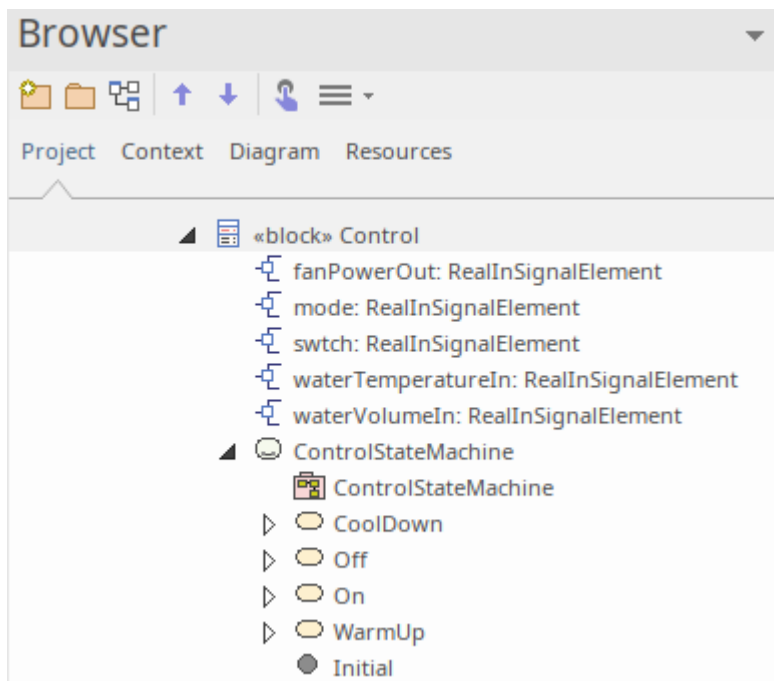 Browser
Project Context Diagram Resources
«block» Control
fanPowerOut: RealInSignalElement
mode: RealInSignalElement
swtch: RealInSignalElement
waterTemperatureIn: RealInSignalElement
waterVolumeIn: RealInSignalElement
ControlStateMachine
ControlStateMachine
CoolDown
Off
On
WarmUp
Initial